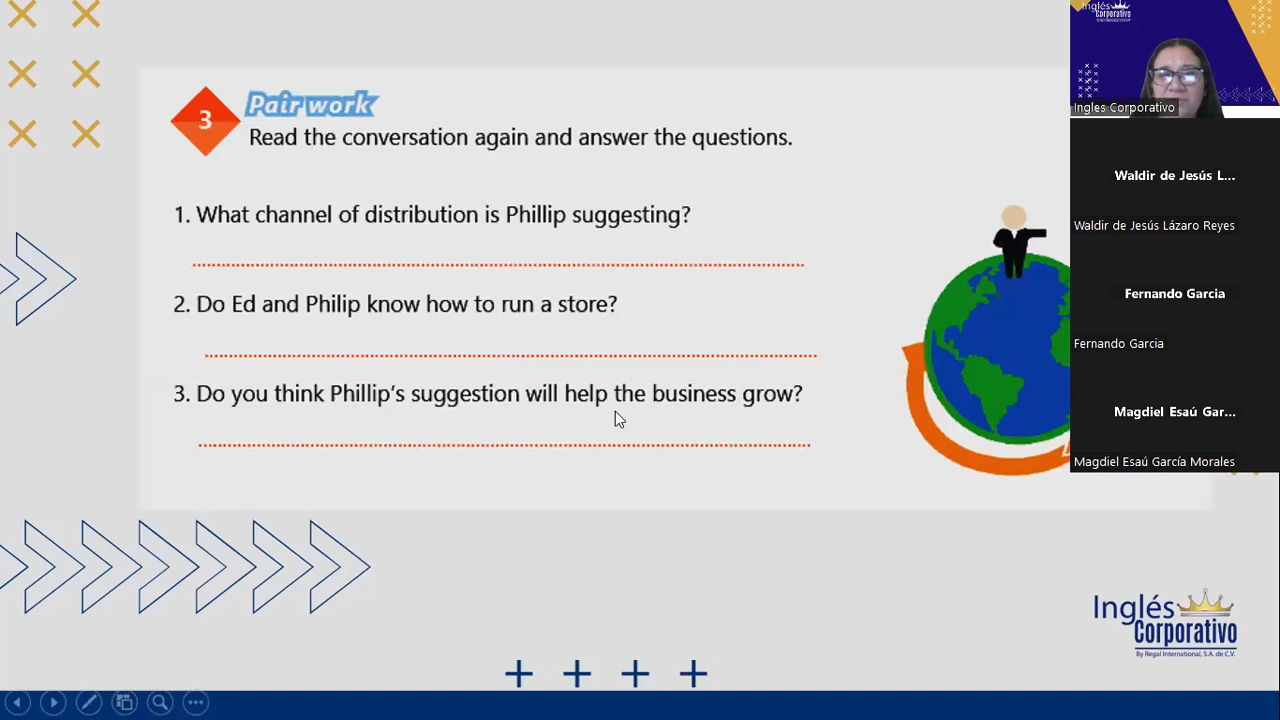 3
Pair work
Read the conversation again and answer the questions.
1. What channel of distribution is Phillip suggesting?
2. Do Ed and Philip know how to run a store?
3. Do you think Phillip's suggestion will help the business grow?
Inglés
Corporativo
Ingles Corporativo
Waldir de Jesús L...
Waldir de Jesús Lázaro Reyes
Fernando Garcia
Fernando Garcia
Magdiel Esaú Gar...
Magdiel Esaú García Morales
Inglés
Corporativo
By Regal International, S.A. de C.V.